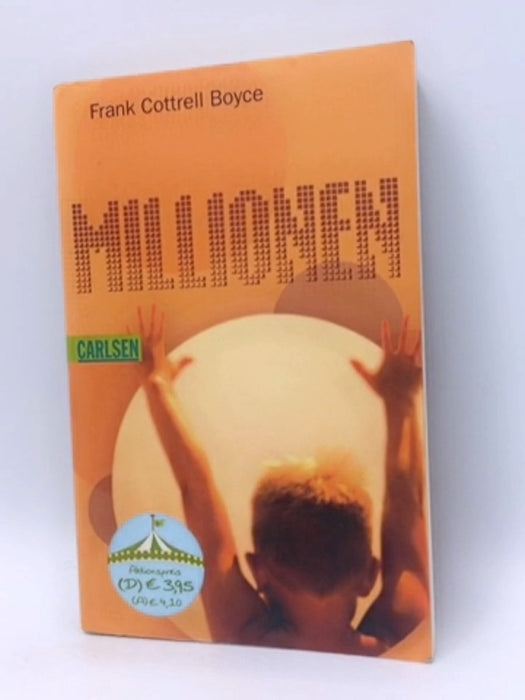 Frank Cottrell Boyce
MILLIONEN
CARLSEN
Aktionspreis
(D) € 3,95
(A) € 4,10